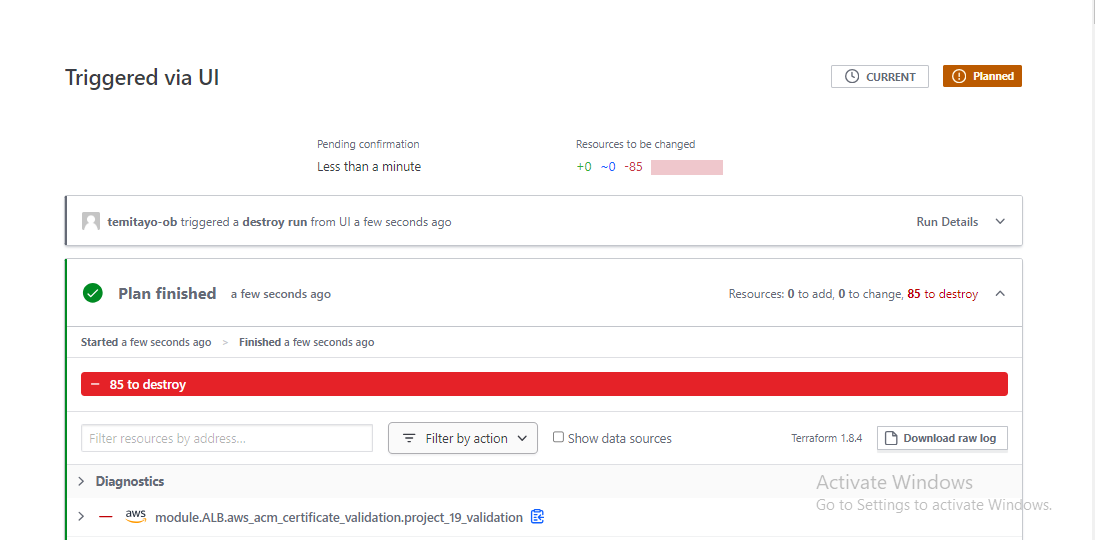 Triggered via UI
CURRENT
Planned
Pending confirmation
Resources to be changed
Less than a minute
+0 ~0 -85
temitayo-ob triggered a destroy run from UI a few seconds ago
Run Details
Plan finished a few seconds ago
Resources: 0 to add, 0 to change, 85 to destroy
Started a few seconds ago > Finished a few seconds ago
− 85 to destroy
Filter resources by address...
Filter by action
Show data sources
Terraform 1.8.4
Download raw log
Diagnostics
Activate Windows
Go to Settings to activate Windows.
aws
module.ALB.aws_acm_certificate_validation.project_19_validation